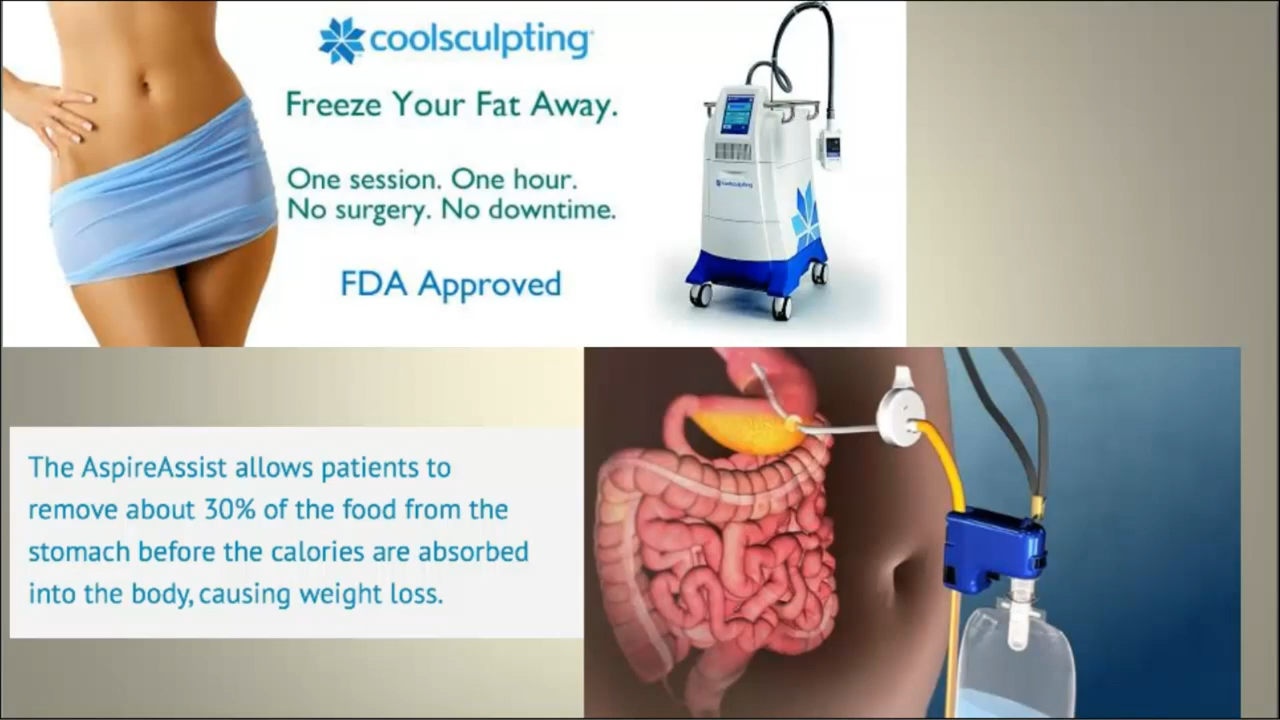 coolsculpting
Freeze Your Fat Away.
One session. One hour.
No surgery. No downtime.
FDA Approved
coolsculpting
The AspireAssist allows patients to
remove about 30% of the food from the
stomach before the calories are absorbed
into the body, causing weight loss.